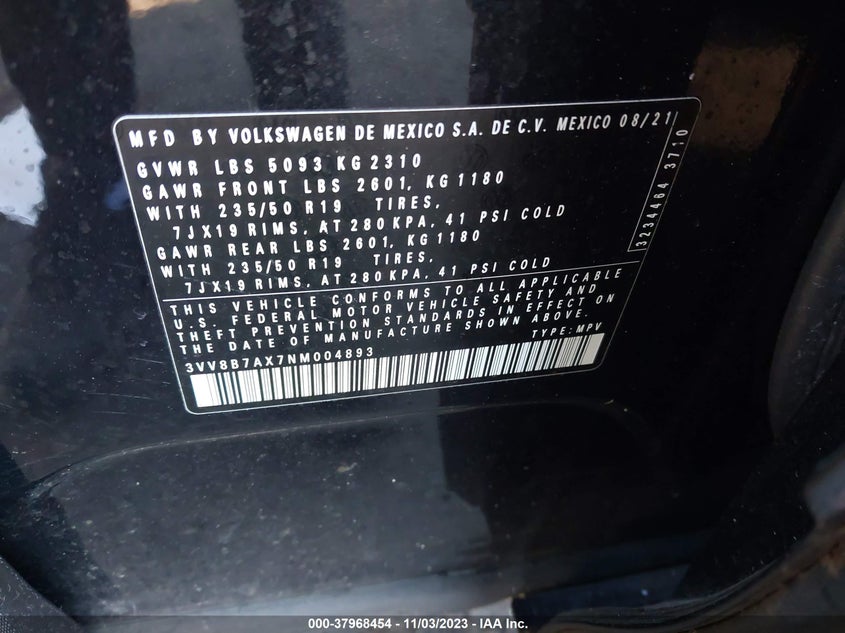 MFD BY VOLKSWAGEN DE MEXICO S.A. DE C.V. MEXICO 08/21
GVWR LBS 5093 KG 2310
GAWR FRONT LBS 2601, KG 1180
WITH 235/50 R19 TIRES,
7JX19 RIMS, AT 280 KPA, 41 PSI COLD
GAWR REAR LBS 2601, KG 1180
WITH 235/50 R19 TIRES,
7JX19 RIMS, AT 280 KPA, 41 PSI COLD
THIS VEHICLE CONFORMS TO ALL APPLICABLE
U.S. FEDERAL MOTOR VEHICLE SAFETY AND
THEFT PREVENTION STANDARDS IN EFFECT ON
THE DATE OF MANUFACTURE SHOWN ABOVE.
TYPE: MPV
3VV8B7AX7NM004893
3234464 3710
000-37968454 - 11/03/2023 - IAA Inc.